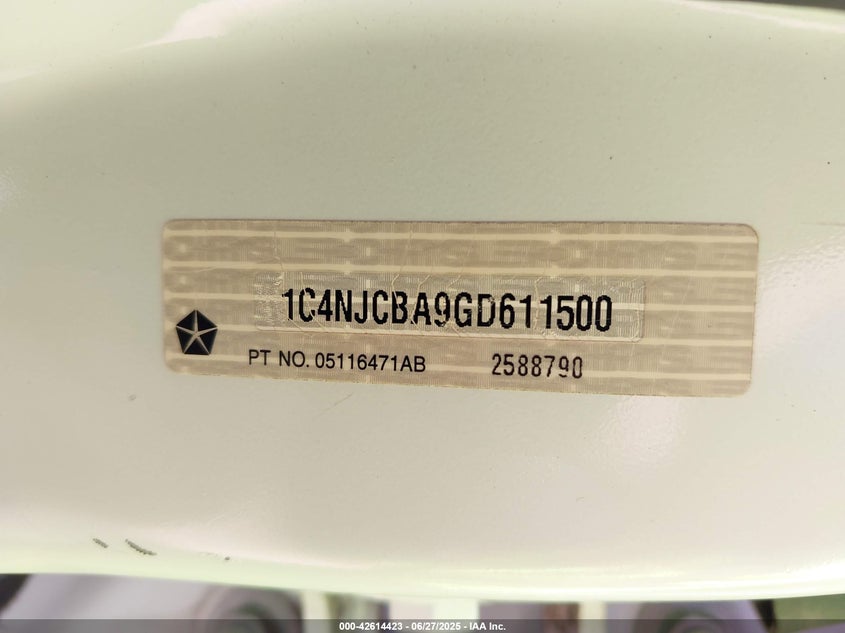 1C4NJCBA9GD611500
PT NO. 05116471AB 2588790
000-42614423 - 06/27/2025 - IAA Inc.